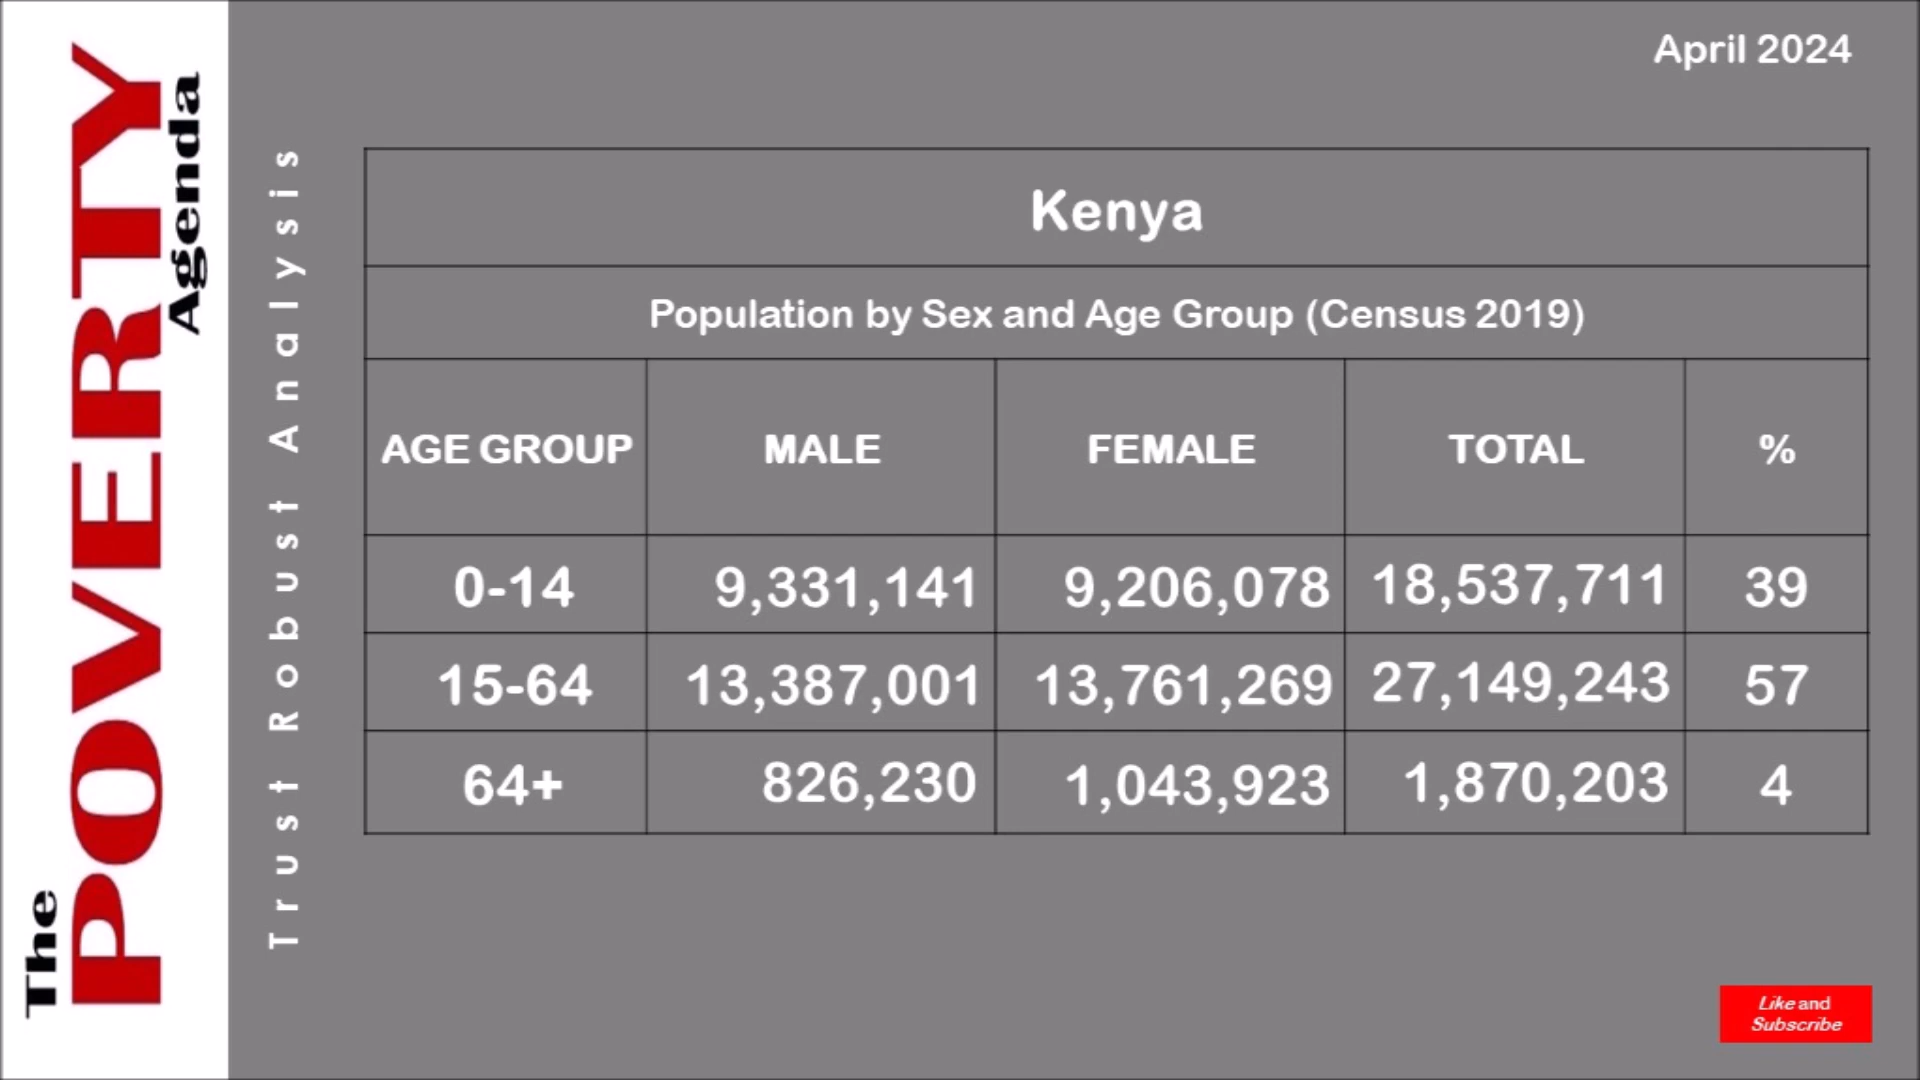 The
POVERTY
Agenda
Trust Robust Analysis
April 2024
Kenya
Population by Sex and Age Group (Census 2019)
AGE GROUP MALE FEMALE TOTAL %
0-14 9,331,141 9,206,078 18,537,711 39
15-64 13,387,001 13,761,269 27,149,243 57
64+ 826,230 1,043,923 1,870,203 4
Like and
Subscribe